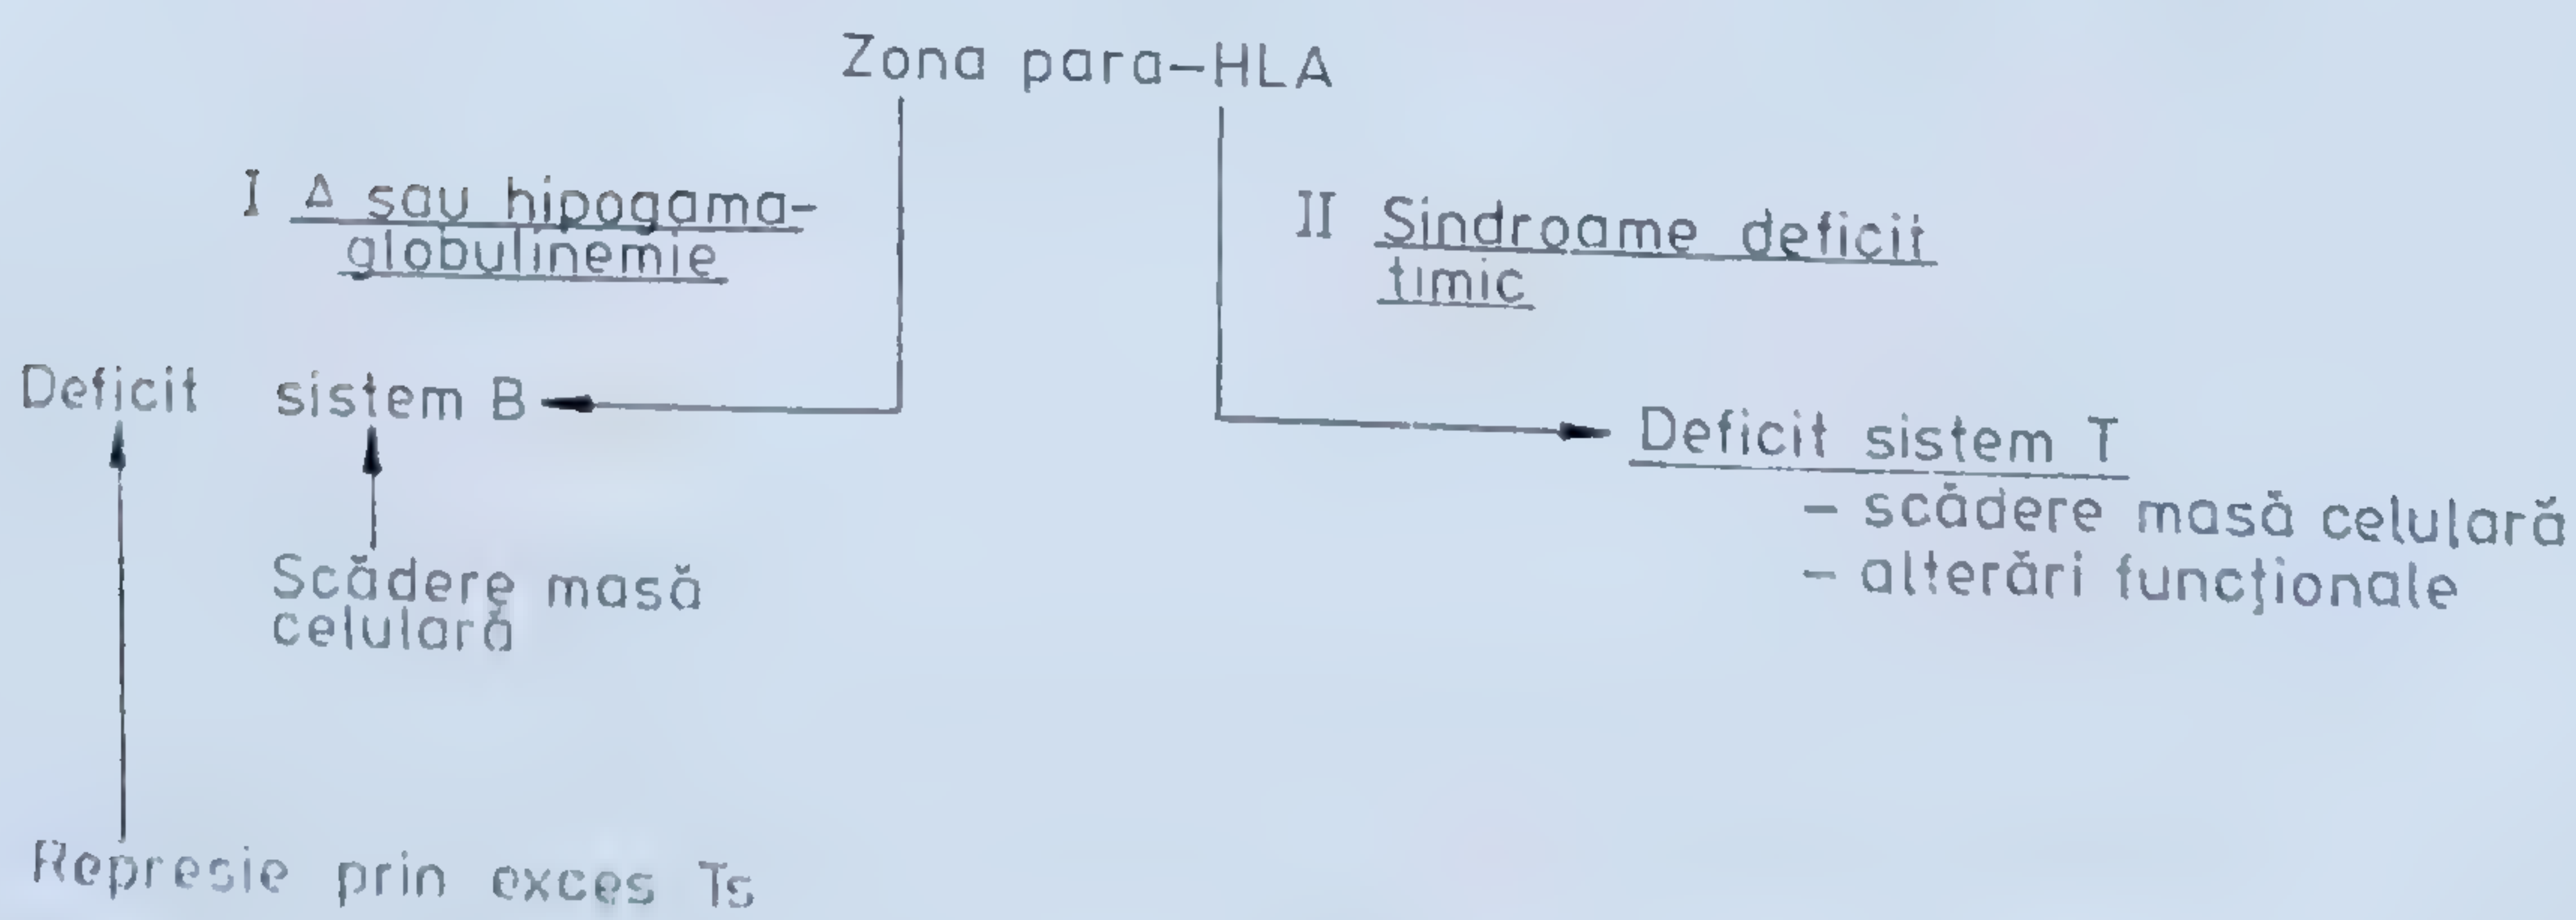 Zona para-HLA
I Δ sau hipogama-
globulinemie
II Sindroame deficit
timic
Deficit sistem B
Deficit sistem T
- scădere masă celulară
- alterări funcționale
Scădere masă
celulară
Represie prin exces Ts